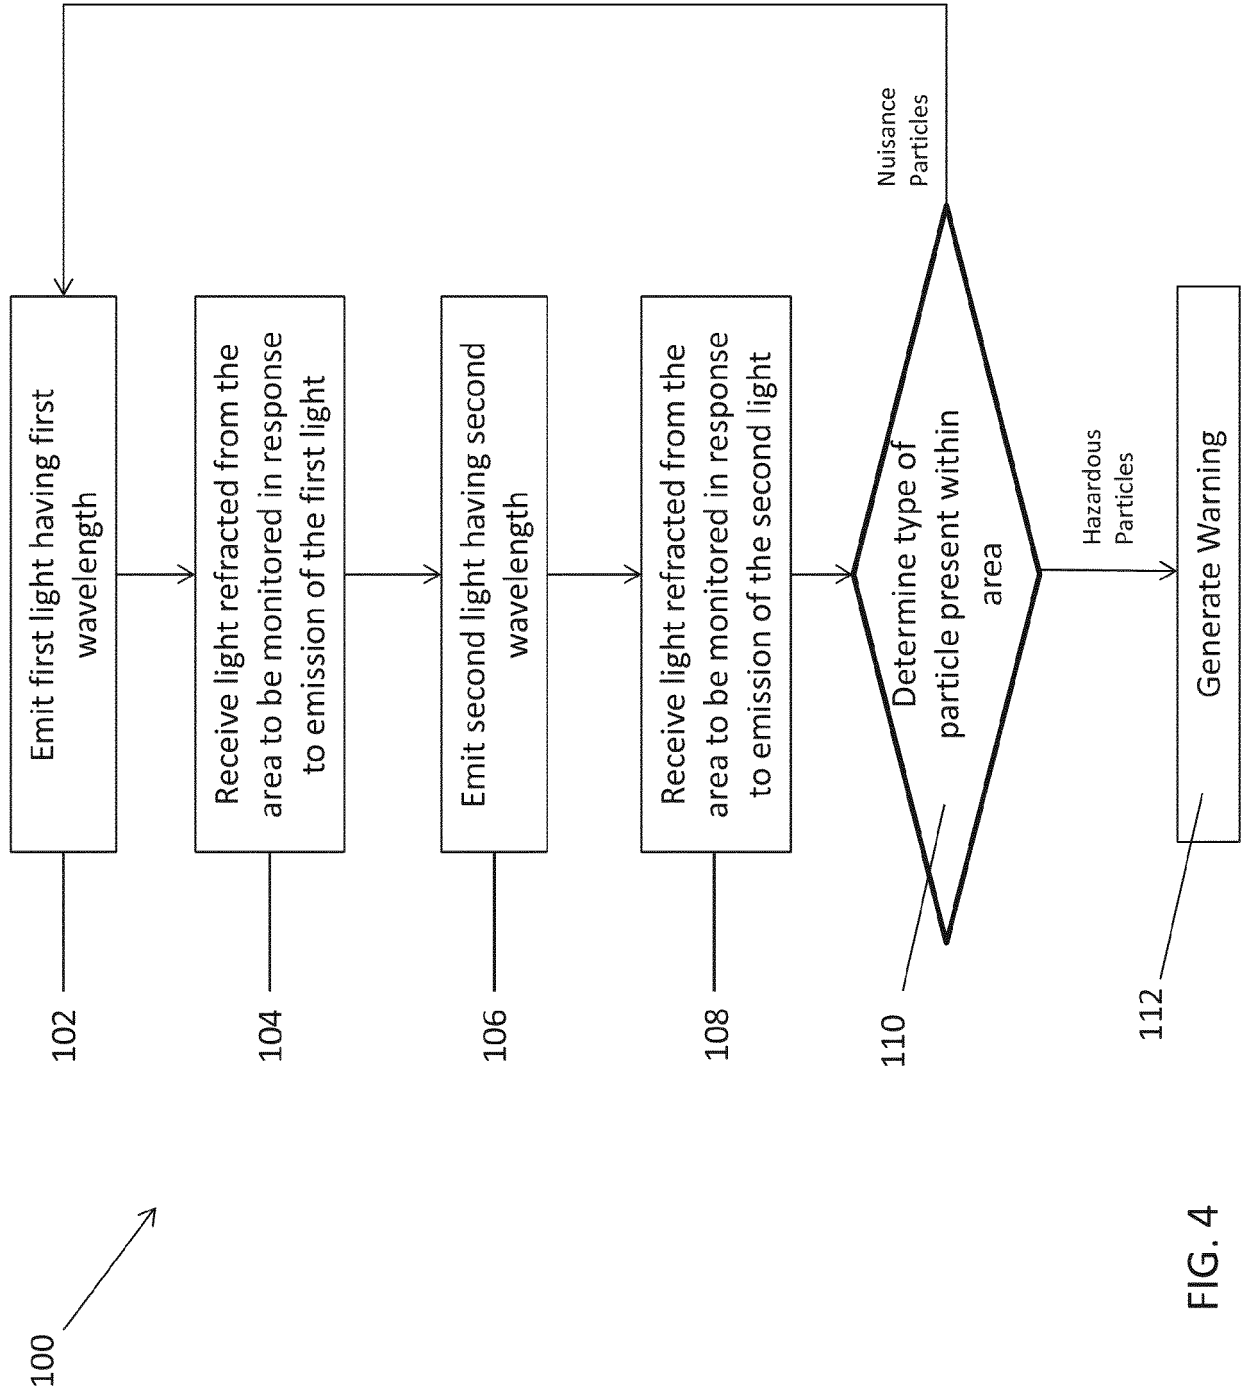 100
102
Emit first light having first
wavelength
104
Receive light refracted from the
area to be monitored in response
to emission of the first light
106
Emit second light having second
wavelength
108
Receive light refracted from the
area to be monitored in response
to emission of the second light
110
Determine type of
particle present within
area
Nuisance
Particles
Hazardous
Particles
112
Generate Warning
FIG. 4